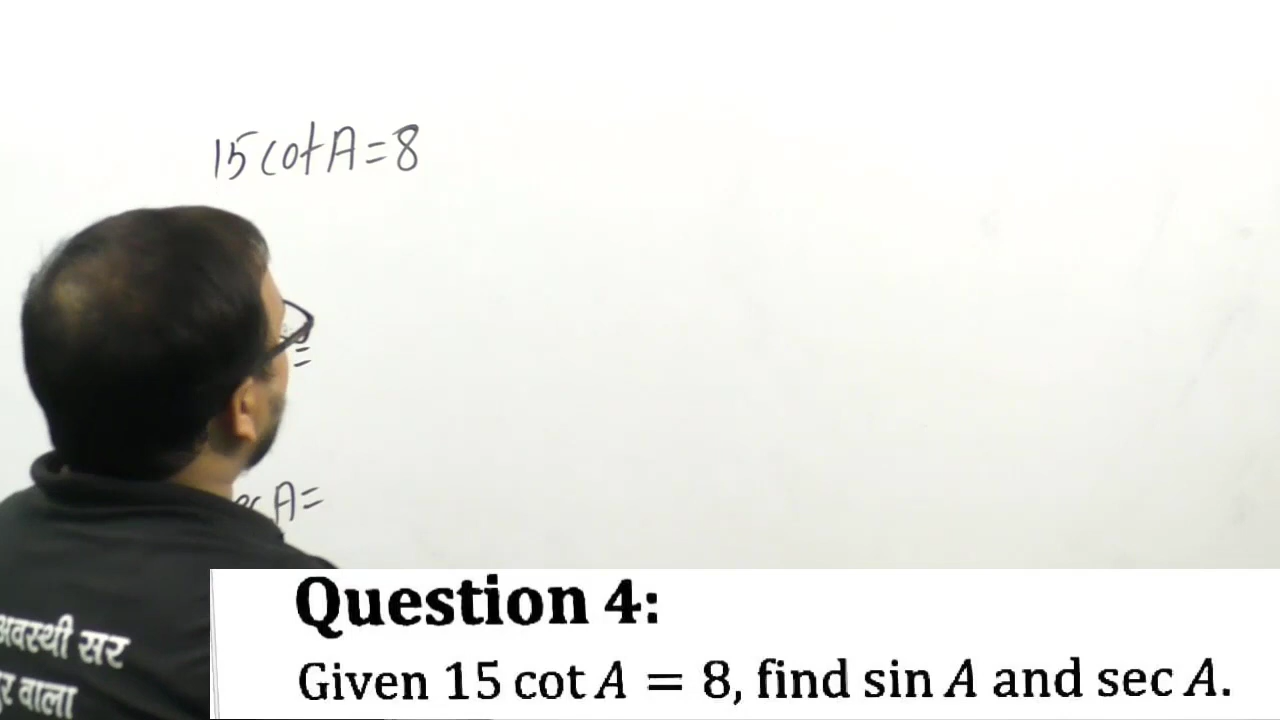 15 cot A = 8
=
A =
अवस्थी सर
वाला
Question 4:
Given 15 cot A = 8, find sin A and sec A.